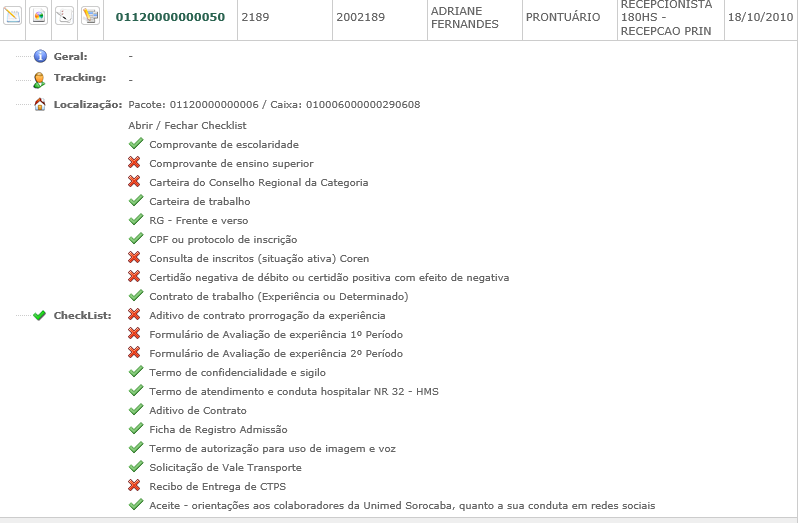 01120000000050 2189 2002189 ADRIANE FERNANDES PRONTUÁRIO RECEPCIONISTA 180HS - RECEPCAO PRIN 18/10/2010
Geral: -
Tracking: -
Localização: Pacote: 01120000000006 / Caixa: 010006000000290608
Abrir / Fechar Checklist
Comprovante de escolaridade
Comprovante de ensino superior
Carteira do Conselho Regional da Categoria
Carteira de trabalho
RG - Frente e verso
CPF ou protocolo de inscrição
Consulta de inscritos (situação ativa) Coren
Certidão negativa de débito ou certidão positiva com efeito de negativa
Contrato de trabalho (Experiência ou Determinado)
CheckList: Aditivo de contrato prorrogação da experiência
Formulário de Avaliação de experiência 1º Período
Formulário de Avaliação de experiência 2º Período
Termo de confidencialidade e sigilo
Termo de atendimento e conduta hospitalar NR 32 - HMS
Aditivo de Contrato
Ficha de Registro Admissão
Termo de autorização para uso de imagem e voz
Solicitação de Vale Transporte
Recibo de Entrega de CTPS
Aceite - orientações aos colaboradores da Unimed Sorocaba, quanto a sua conduta em redes sociais